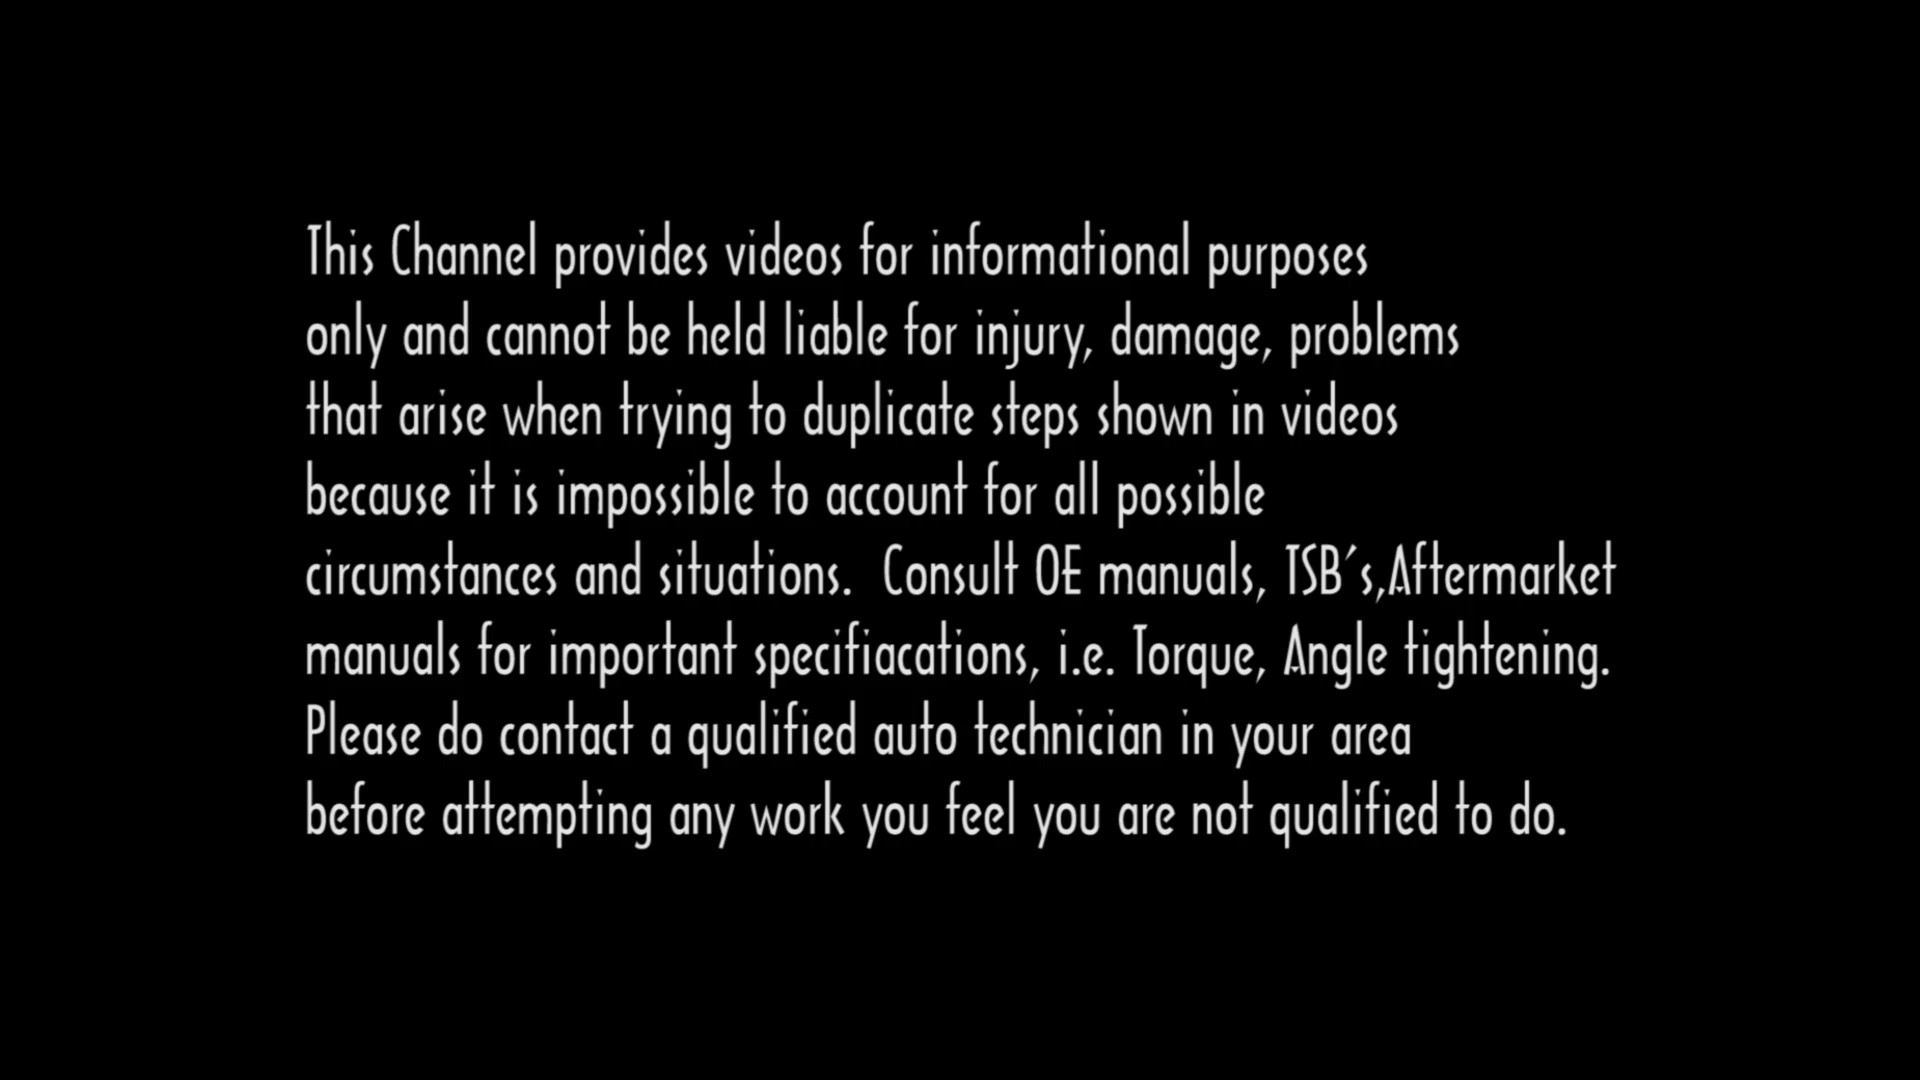 This Channel provides videos for informational purposes
only and cannot be held liable for injury, damage, problems
that arise when trying to duplicate steps shown in videos
because it is impossible to account for all possible
circumstances and situations.  Consult OE manuals, TSB´s,Aftermarket
manuals for important specifiacations, i.e. Torque, Angle tightening.
Please do contact a qualified auto technician in your area
before attempting any work you feel you are not qualified to do.